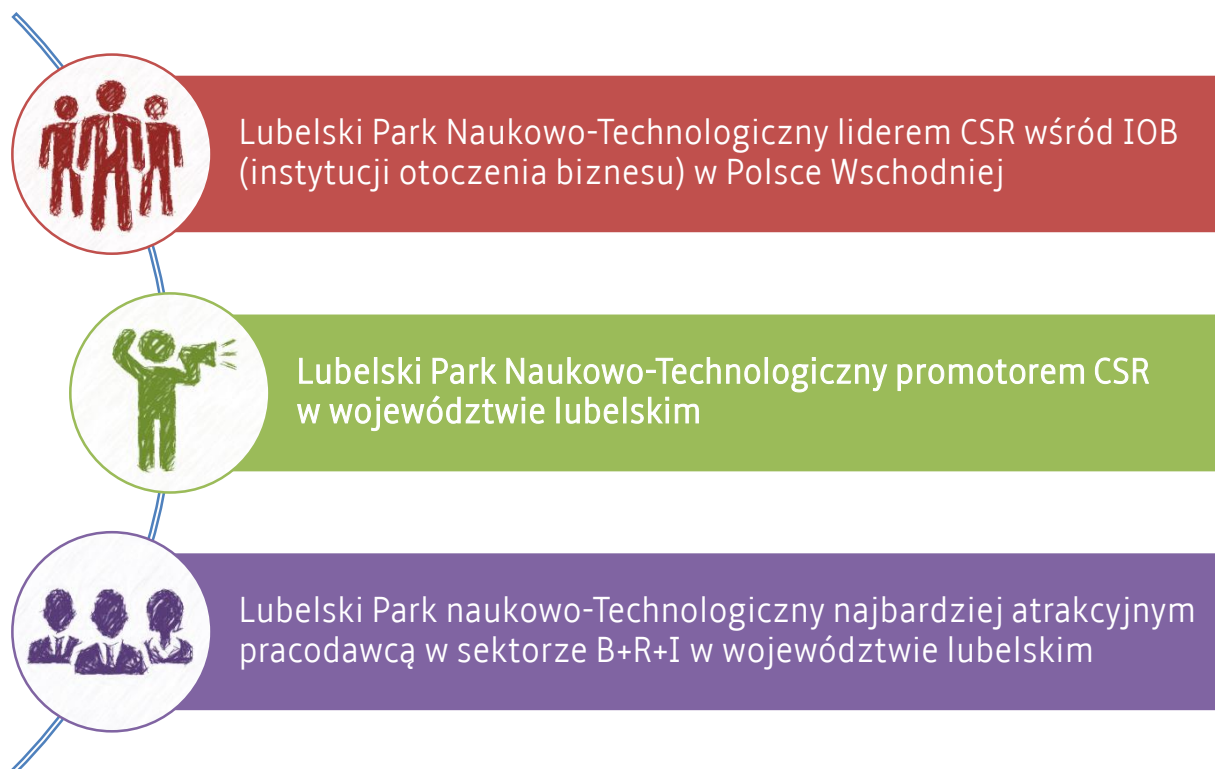 Lubelski Park Naukowo-Technologiczny liderem CSR wśród IOB
(instytucji otoczenia biznesu) w Polsce Wschodniej
Lubelski Park Naukowo-Technologiczny promotorem CSR
w województwie lubelskim
Lubelski Park naukowo-Technologiczny najbardziej atrakcyjnym
pracodawcą w sektorze B+R+I w województwie lubelskim